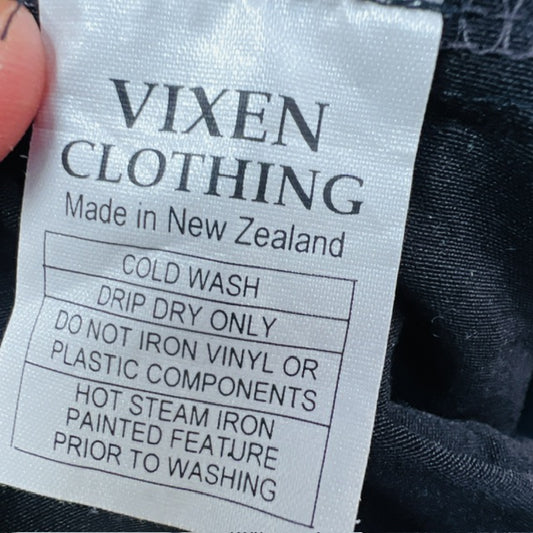 VIXEN
CLOTHING
Made in New Zealand
COLD WASH
DRIP DRY ONLY
DO NOT IRON VINYL OR
PLASTIC COMPONENTS
HOT STEAM IRON
PAINTED FEATURE
PRIOR TO WASHING